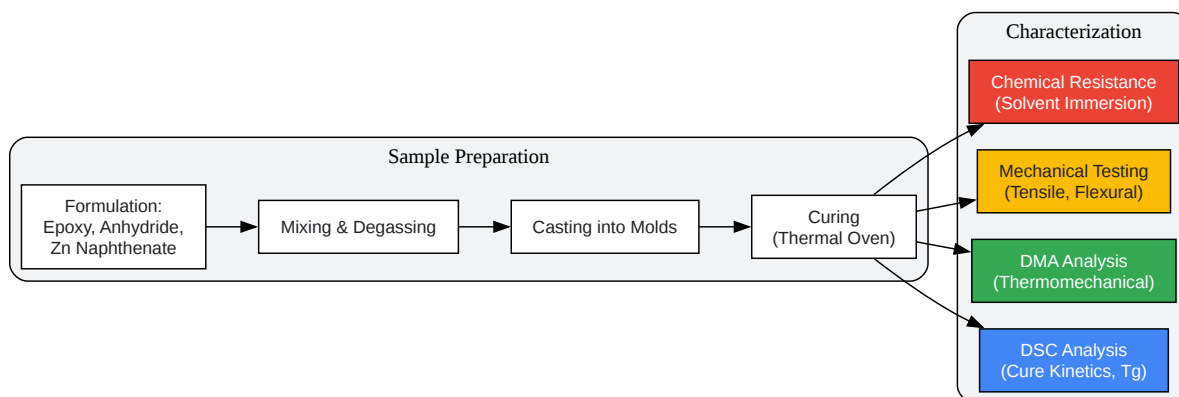 Sample Preparation
Formulation:
Epoxy, Anhydride,
Zn Naphthenate
Mixing & Degassing
Casting into Molds
Curing
(Thermal Oven)
Characterization
Chemical Resistance
(Solvent Immersion)
Mechanical Testing
(Tensile, Flexural)
DMA Analysis
(Thermomechanical)
DSC Analysis
(Cure Kinetics, Tg)